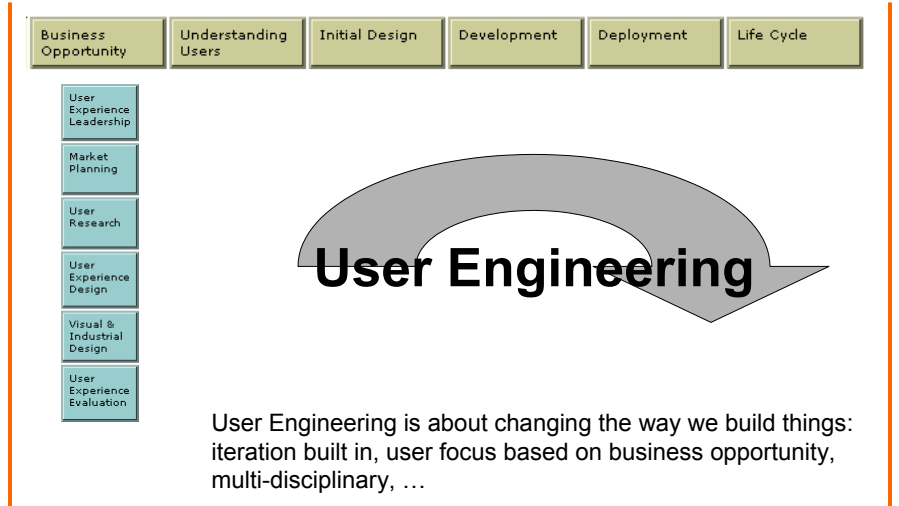 Business
Opportunity
Understanding
Users
Initial Design
Development
Deployment
Life Cycle
User
Experience
Leadership
Market
Planning
User
Research
User
Experience
Design
Visual &
Industrial
Design
User
Experience
Evaluation
User Engineering
User Engineering is about changing the way we build things:
iteration built in, user focus based on business opportunity,
multi-disciplinary, …